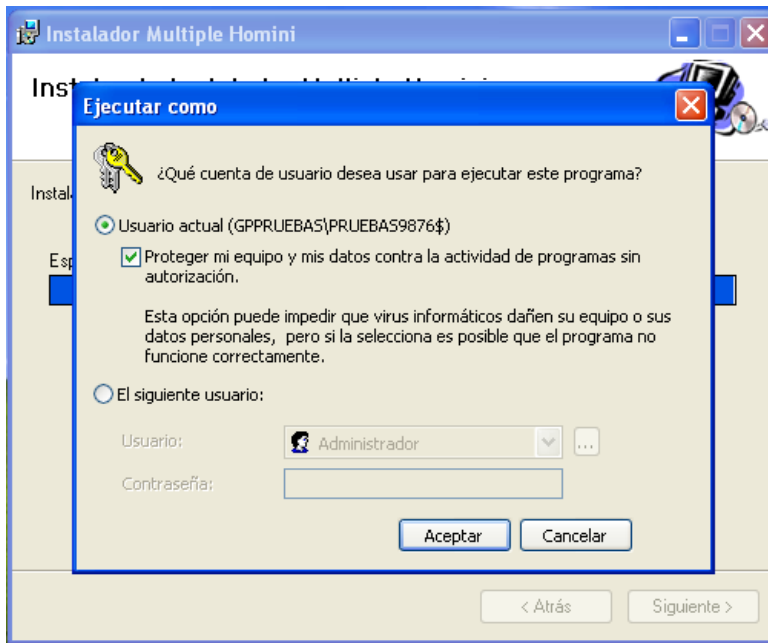 Instalador Multiple Homini
Ejecutar como
¿Qué cuenta de usuario desea usar para ejecutar este programa?
Usuario actual (GPPRUEBAS\PRUEBAS9876$)
Proteger mi equipo y mis datos contra la actividad de programas sin
autorización.
Esta opción puede impedir que virus informáticos dañen su equipo o sus
datos personales, pero si la selecciona es posible que el programa no
funcione correctamente.
El siguiente usuario:
Usuario:
Administrador
...
Contraseña:
Aceptar
Cancelar
< Atrás
Siguiente >